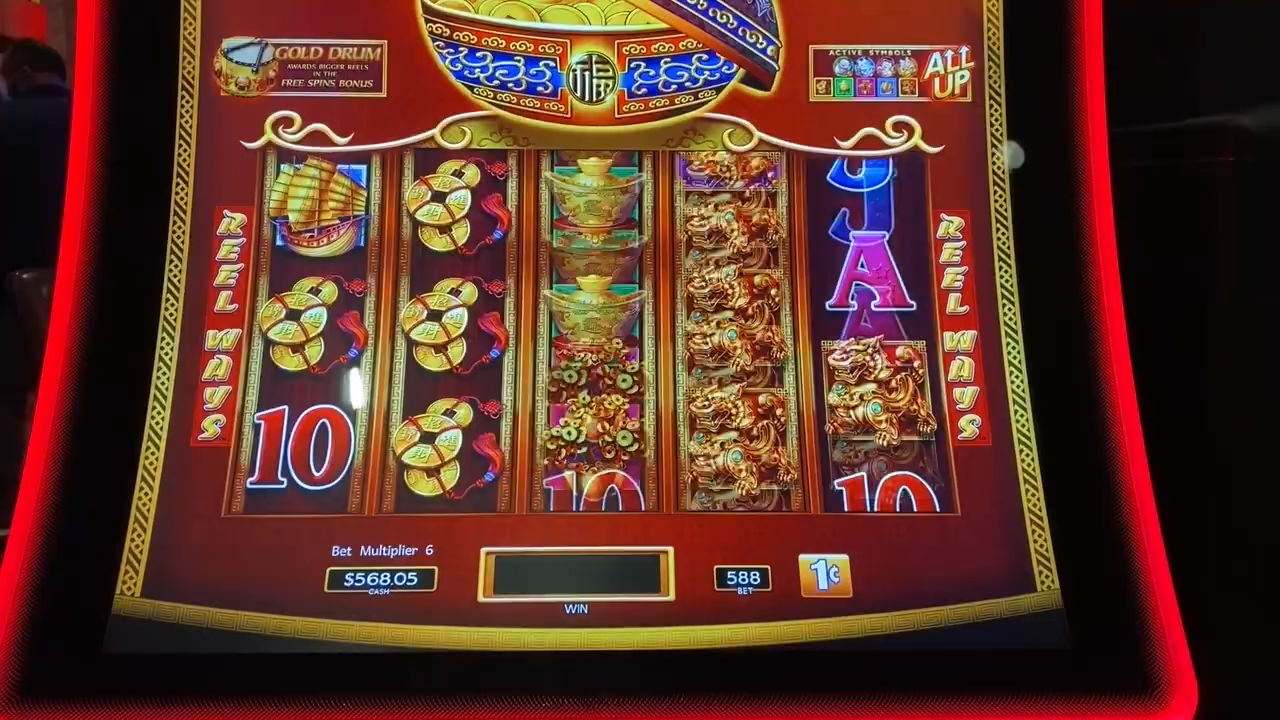 GOLD DRUM
AWARDS BIGGER REELS
IN THE
FREE SPINS BONUS
福
ACTIVE SYMBOLS
ALL
UP
REEL WAYS
REEL WAYS
J
A
10
10
10
Bet Multiplier 6
$568.05
CASH
WIN
588
BET
1¢